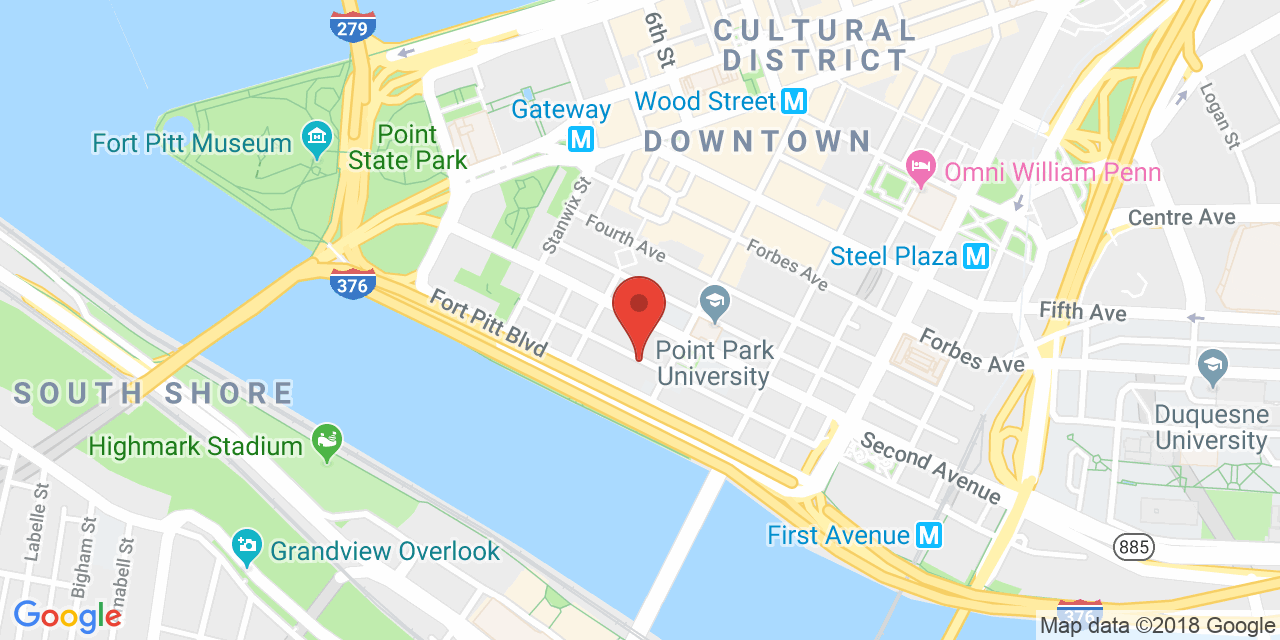 279
6th St
CULTURAL
DISTRICT
Gateway
M
Wood Street M
Logan St
Fort Pitt Museum
Point
State Park
DOWNTOWN
Omni William Penn
Stanwix St
Fourth Ave
Forbes Ave
Centre Ave
Steel Plaza M
376
Fort Pitt Blvd
Fifth Ave
Forbes Ave
Point Park
University
SOUTH SHORE
Highmark Stadium
Duquesne
University
Second Avenue
Labelle St
Bigham St
Grandview Overlook
First Avenue M
885
Google
376
Map data ©2018 Google